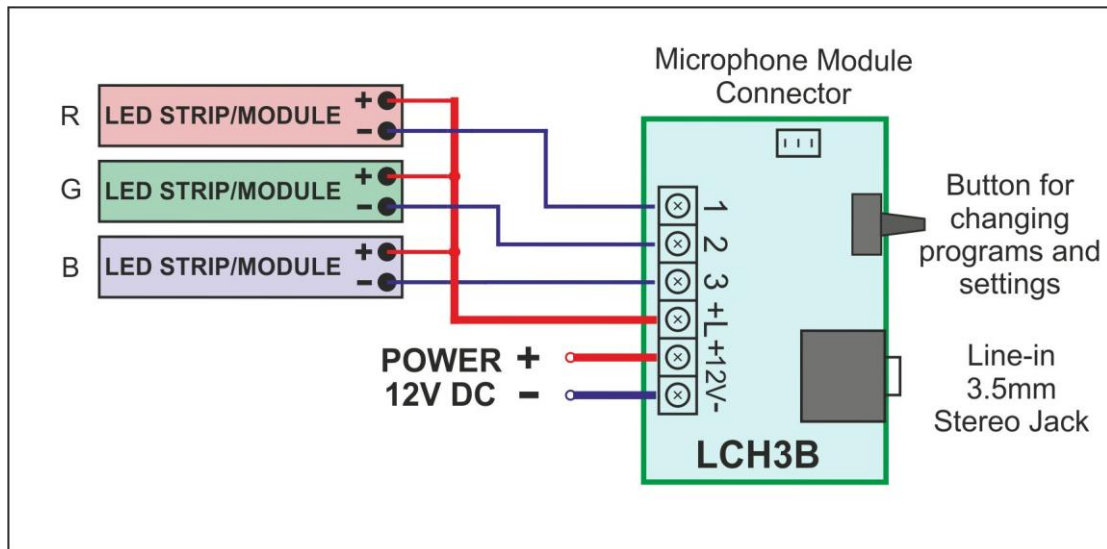 Microphone Module
Connector
R
LED STRIP/MODULE
+
-
G
LED STRIP/MODULE
+
-
B
LED STRIP/MODULE
+
-
1
2
3
+L
+12V-
POWER +
12V DC -
LCH3B
Button for
changing
programs and
settings
Line-in
3.5mm
Stereo Jack